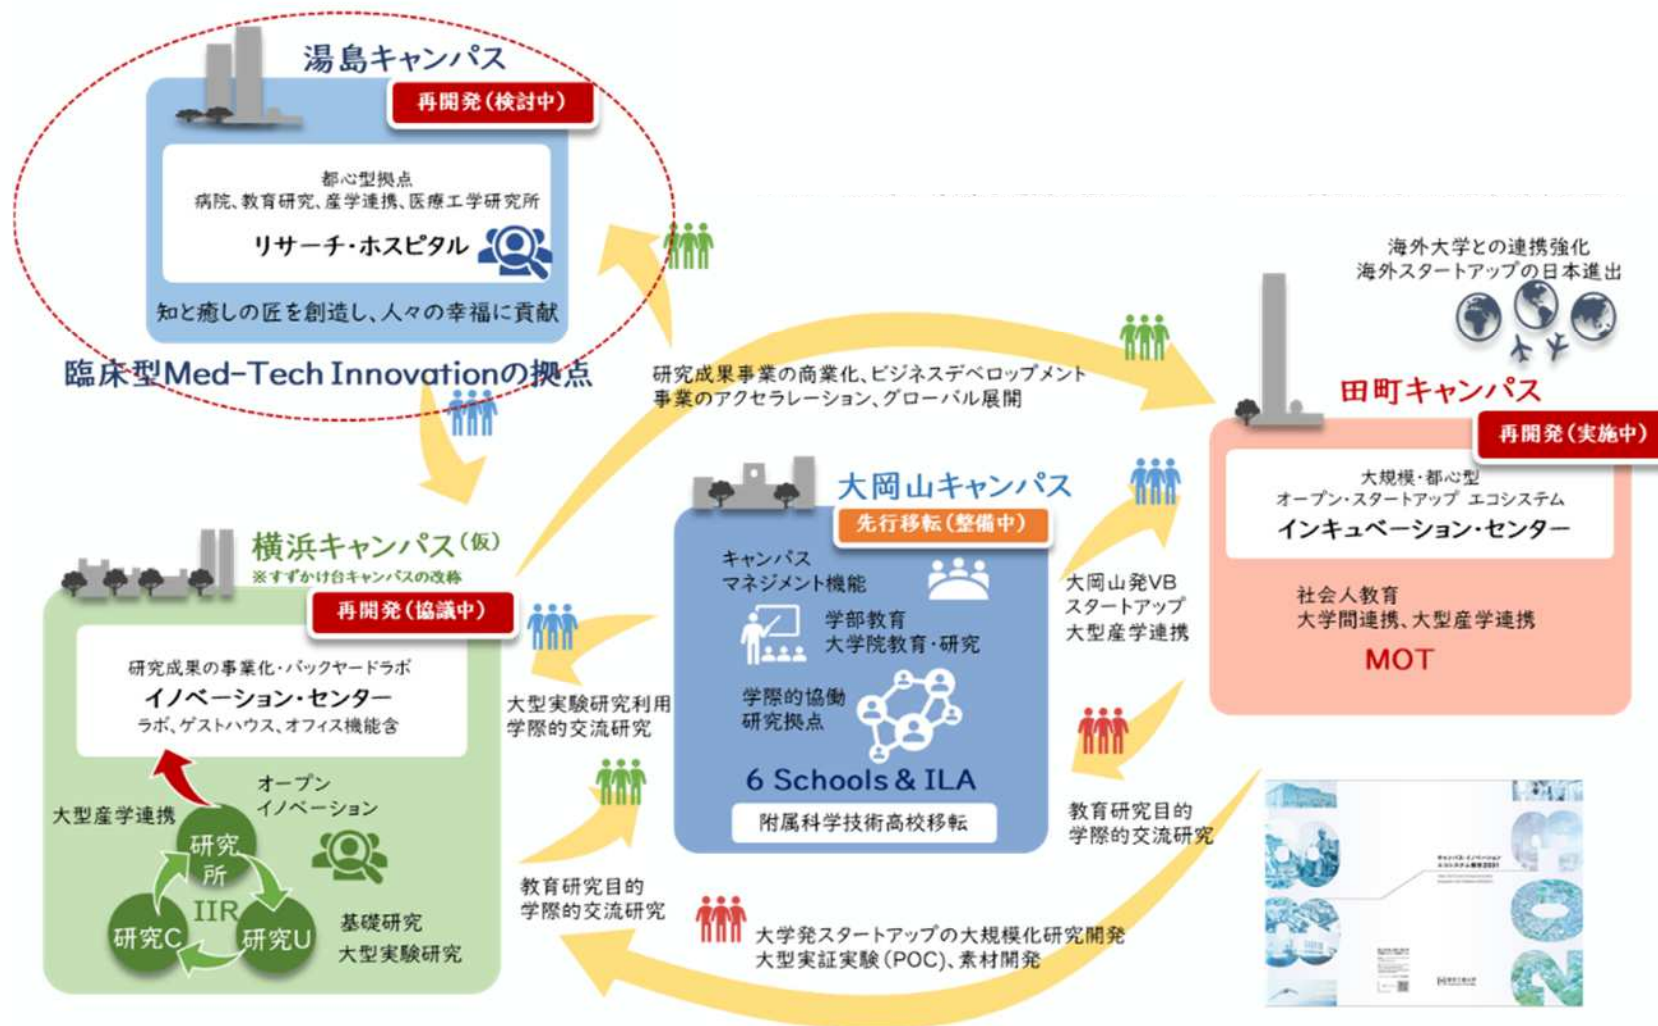 湯島キャンパス
再開発(検討中)
都心型拠点
病院、教育研究、産学連携、医療工学研究所
リサーチ・ホスピタル
知と癒しの匠を創造し、人々の幸福に貢献
臨床型Med-Tech Innovationの拠点
海外大学との連携強化
海外スタートアップの日本進出
研究成果事業の商業化、ビジネスデベロップメント
事業のアクセラレーション、グローバル展開
田町キャンパス
再開発(実施中)
大規模・都心型
オープン・スタートアップ エコシステム
インキュベーション・センター
社会人教育
大学間連携、大型産学連携
MOT
大岡山キャンパス
先行移転(整備中)
キャンパス
マネジメント機能
学部教育
大学院教育・研究
学際的協働
研究拠点
6 Schools & ILA
附属科学技術高校移転
大岡山発VB
スタートアップ
大型産学連携
横浜キャンパス(仮)
※すずかけ台キャンパスの改称
再開発(協議中)
研究成果の事業化・バックヤードラボ
イノベーション・センター
ラボ、ゲストハウス、オフィス機能含
大型産学連携
オープン
イノベーション
研究所
IIR
研究C
研究U
基礎研究
大型実験研究
大型実験研究利用
学際的交流研究
教育研究目的
学際的交流研究
教育研究目的
学際的交流研究
大学発スタートアップの大規模化研究開発
大型実証実験(POC)、素材開発
キャンパス・イノベーション
エコシステム構想2031